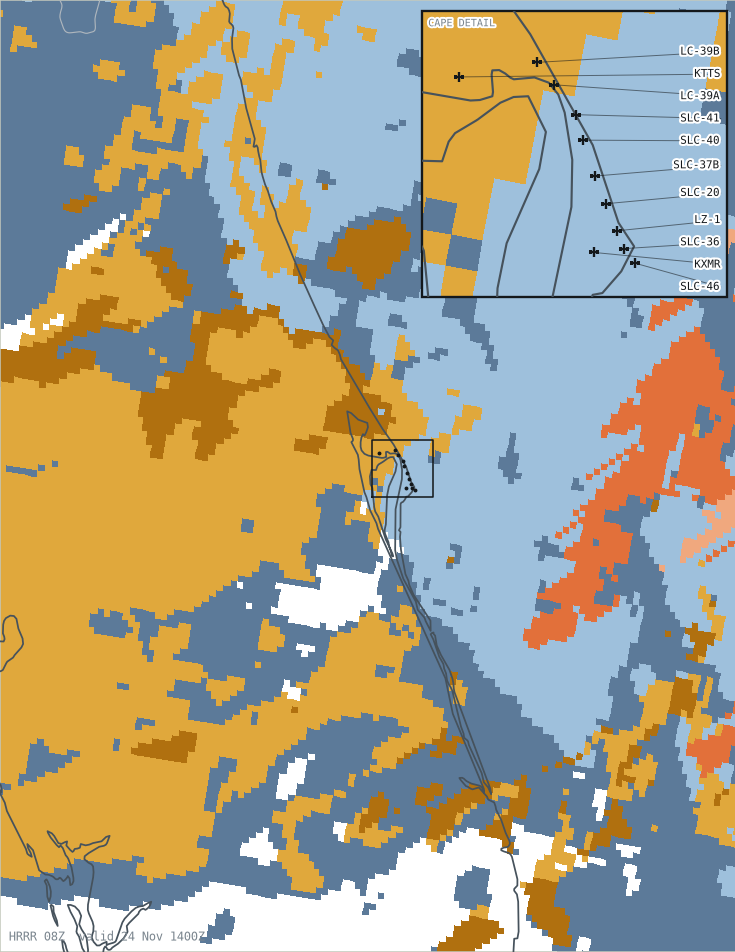 CAPE DETAIL
LC-39B
KTTS
LC-39A
SLC-41
SLC-40
SLC-37B
SLC-20
LZ-1
SLC-36
KXMR
SLC-46
HRRR 08Z valid 24 Nov 1400Z